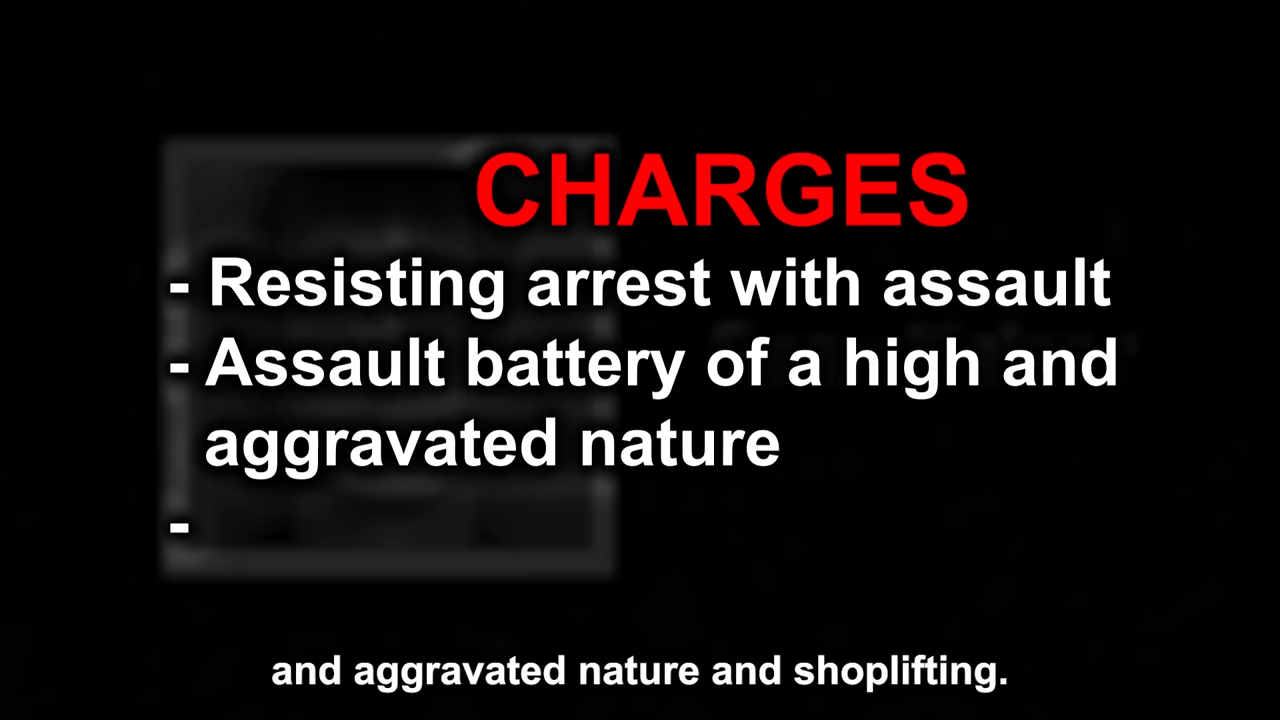 CHARGES
- Resisting arrest with assault
- Assault battery of a high and
aggravated nature
-
and aggravated nature and shoplifting.